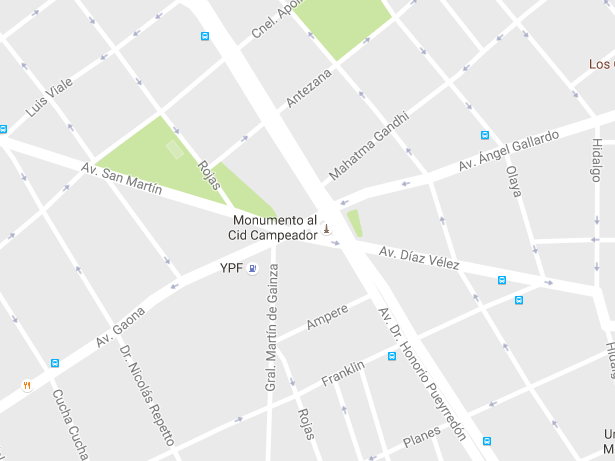 Cnel. Apoli
Los
Antezana
Luis Viale
Mahatma Gandhi
Av. Ángel Gallardo
Hidalgo
Av. San Martín
Rojas
Olaya
Monumento al
Cid Campeador
Av. Díaz Vélez
YPF
Ampere
Av. Gaona
Gral. Martín de Gainza
Av. Dr. Honorio Pueyrredón
Franklin
Dr. Nicolás Repetto
Cucha Cucha
Rojas
Planes